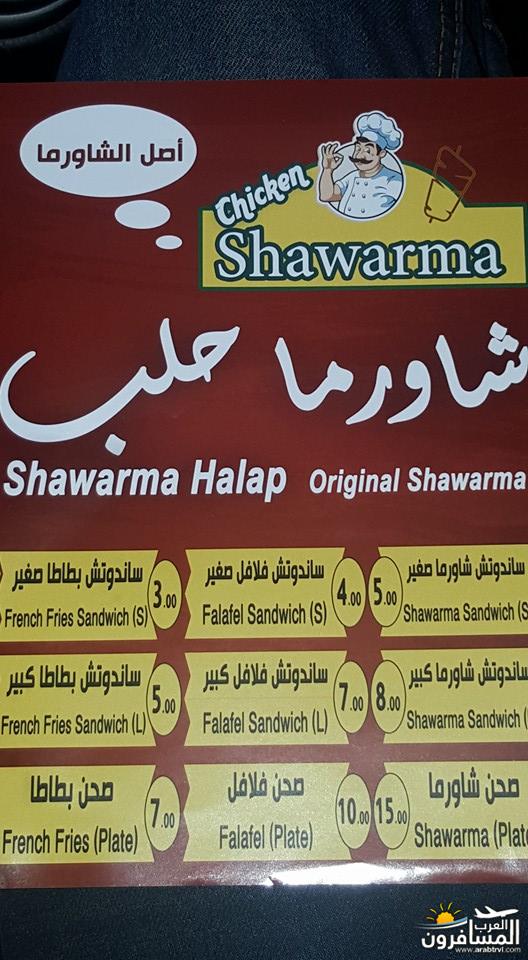 أصل الشاورما
Chicken
Shawarma
شاورما حلب
Shawarma Halap Original Shawarma
ساندوتش شاورما صغير
Shawarma Sandwich (S
5.00
ساندوتش فلافل صغير
Falafel Sandwich (S)
4.00
ساندوتش بطاطا صغير
French Fries Sandwich (S)
3.00
ساندوتش شاورما كبير
Shawarma Sandwich (
8.00
ساندوتش فلافل كبير
Falafel Sandwich (L)
7.00
ساندوتش بطاطا كبير
French Fries Sandwich (L)
5.00
صحن شاورما
Shawarma (Plate
15.00
صحن فلافل
Falafel (Plate)
10.00
صحن بطاطا
French Fries (Plate)
7.00
العرب
المسافرون
www.arabtrvl.com